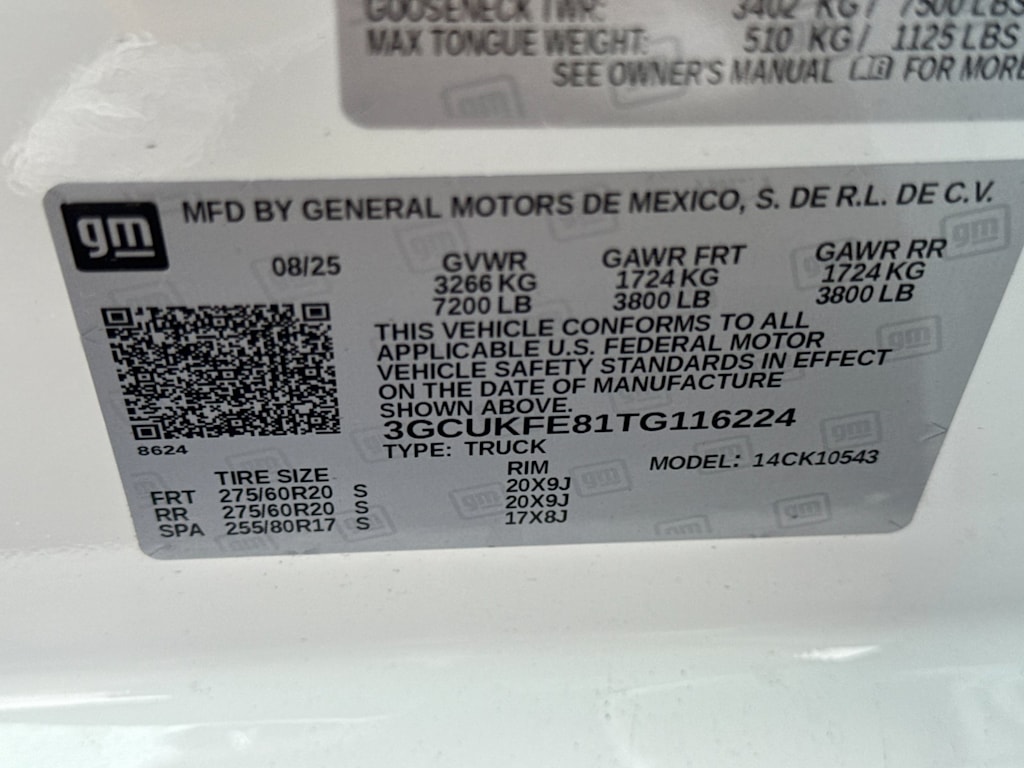 GOOSENECK TWR: 3402 KG / 7500 LBS
MAX TONGUE WEIGHT: 510 KG / 1125 LBS
SEE OWNER'S MANUAL FOR MORE
gm MFD BY GENERAL MOTORS DE MEXICO, S. DE R.L. DE C.V.
08/25 GVWR GAWR FRT GAWR RR
3266 KG 1724 KG 1724 KG
7200 LB 3800 LB 3800 LB
THIS VEHICLE CONFORMS TO ALL
APPLICABLE U.S. FEDERAL MOTOR
VEHICLE SAFETY STANDARDS IN EFFECT
ON THE DATE OF MANUFACTURE
SHOWN ABOVE.
3GCUKFE81TG116224
8624 TYPE: TRUCK MODEL: 14CK10543
TIRE SIZE RIM
FRT 275/60R20 S 20X9J
RR 275/60R20 S 20X9J
SPA 255/80R17 S 17X8J